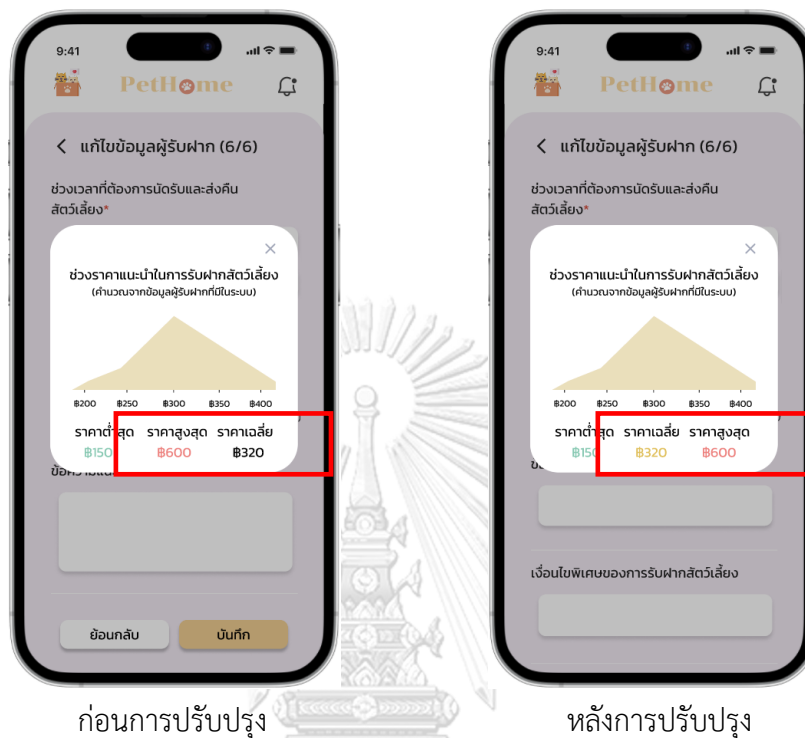 9:41
PetHome
แก้ไขข้อมูลผู้รับฝาก (6/6)
ช่วงเวลาที่ต้องการนัดรับและส่งคืน
สัตว์เลี้ยง*
ช่วงราคาแนะนำในการรับฝากสัตว์เลี้ยง
(คำนวณจากข้อมูลผู้รับฝากที่มีในระบบ)
฿200 ฿250 ฿300 ฿350 ฿400
ราคาต่ำสุด ราคาสูงสุด ราคาเฉลี่ย
฿150 ฿600 ฿320
ย้อนกลับ บันทึก
ก่อนการปรับปรุง
9:41
PetHome
แก้ไขข้อมูลผู้รับฝาก (6/6)
ช่วงเวลาที่ต้องการนัดรับและส่งคืน
สัตว์เลี้ยง*
ช่วงราคาแนะนำในการรับฝากสัตว์เลี้ยง
(คำนวณจากข้อมูลผู้รับฝากที่มีในระบบ)
฿200 ฿250 ฿300 ฿350 ฿400
ราคาต่ำสุด ราคาเฉลี่ย ราคาสูงสุด
฿150 ฿320 ฿600
เงื่อนไขพิเศษของการรับฝากสัตว์เลี้ยง
หลังการปรับปรุง